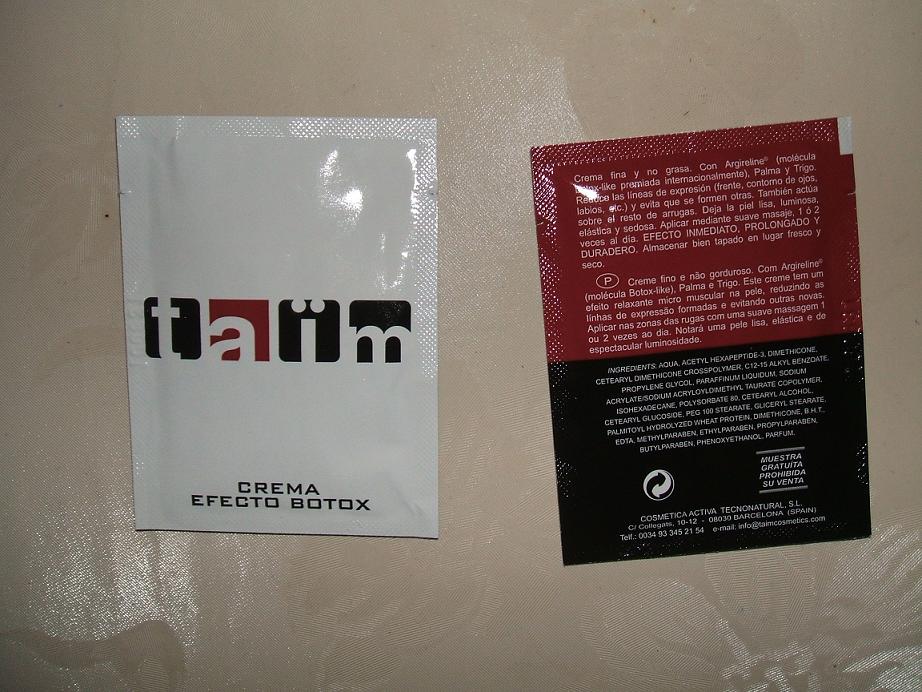 taïm
CREMA
EFECTO BOTOX
Crema fina y no grasa. Con Argireline® (molécula
Botox-like premiada internacionalmente), Palma y Trigo.
Reduce las líneas de expresión (frente, contorno de ojos,
labios, etc.) y evita que se formen otras. También actúa
sobre el resto de arrugas. Deja la piel lisa, luminosa,
elástica y sedosa. Aplicar mediante suave masaje, 1 ó 2
veces al día. EFECTO INMEDIATO, PROLONGADO Y
DURADERO. Almacenar bien tapado en lugar fresco y
seco.
P Creme fino e não gorduroso. Com Argireline®
(molécula Botox-like), Palma e Trigo. Este creme tem um
efeito relaxante micro muscular na pele, reduzindo as
linhas de expressão formadas e evitando outras novas.
Aplicar nas zonas das rugas com uma suave massagem 1
ou 2 vezes ao día. Notará uma pele lisa, elástica e de
espectacular luminosidade.
INGREDIENTS: AQUA, ACETYL HEXAPEPTIDE-3, DIMETHICONE,
CETEARYL DIMETHICONE CROSSPOLYMER, C12-15 ALKYL BENZOATE,
PROPYLENE GLYCOL, PARAFFINUM LIQUIDUM, SODIUM
ACRYLATE/SODIUM ACRYLOYLDIMETHYL TAURATE COPOLYMER,
ISOHEXADECANE, POLYSORBATE 80, CETEARYL ALCOHOL,
CETEARYL GLUCOSIDE, PEG 100 STEARATE, GLICERYL STEARATE,
PALMITOYL HYDROLYZED WHEAT PROTEIN, DIMETICONE, B.H.T.,
EDTA, METHYLPARABEN, ETHYLPARABEN, PROPYLPARABEN,
BUTYLPARABEN, PHENOXYETHANOL, PARFUM.
MUESTRA
GRATUITA
PROHIBIDA
SU VENTA
COSMETICA ACTIVA TECNONATURAL, S.L.
C/ Collegats, 10-12 - 08030 BARCELONA (SPAIN)
Telf.: 0034 93 345 21 54 e-mail: info@taimcosmetics.com